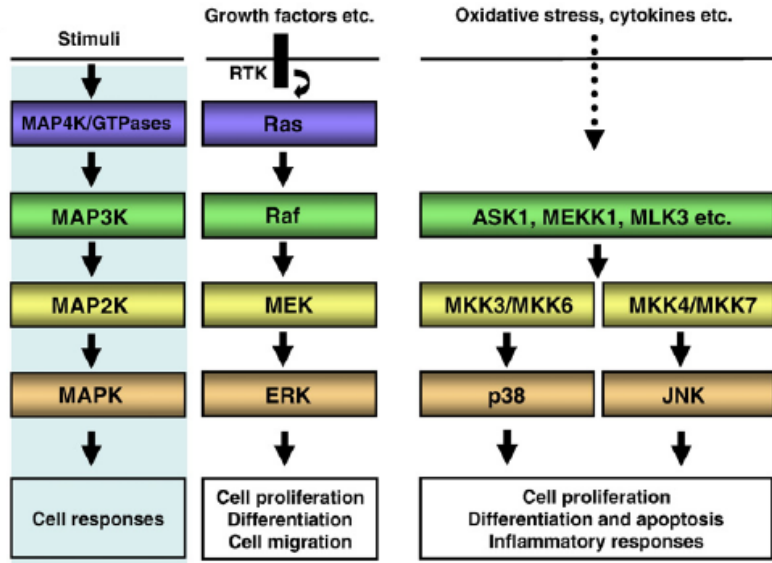 Stimuli
Growth factors etc.
Oxidative stress, cytokines etc.
RTK
MAP4K/GTPases
Ras
MAP3K
Raf
ASK1, MEKK1, MLK3 etc.
MAP2K
MEK
MKK3/MKK6
MKK4/MKK7
MAPK
ERK
p38
JNK
Cell responses
Cell proliferation
Differentiation
Cell migration
Cell proliferation
Differentiation and apoptosis
Inflammatory responses